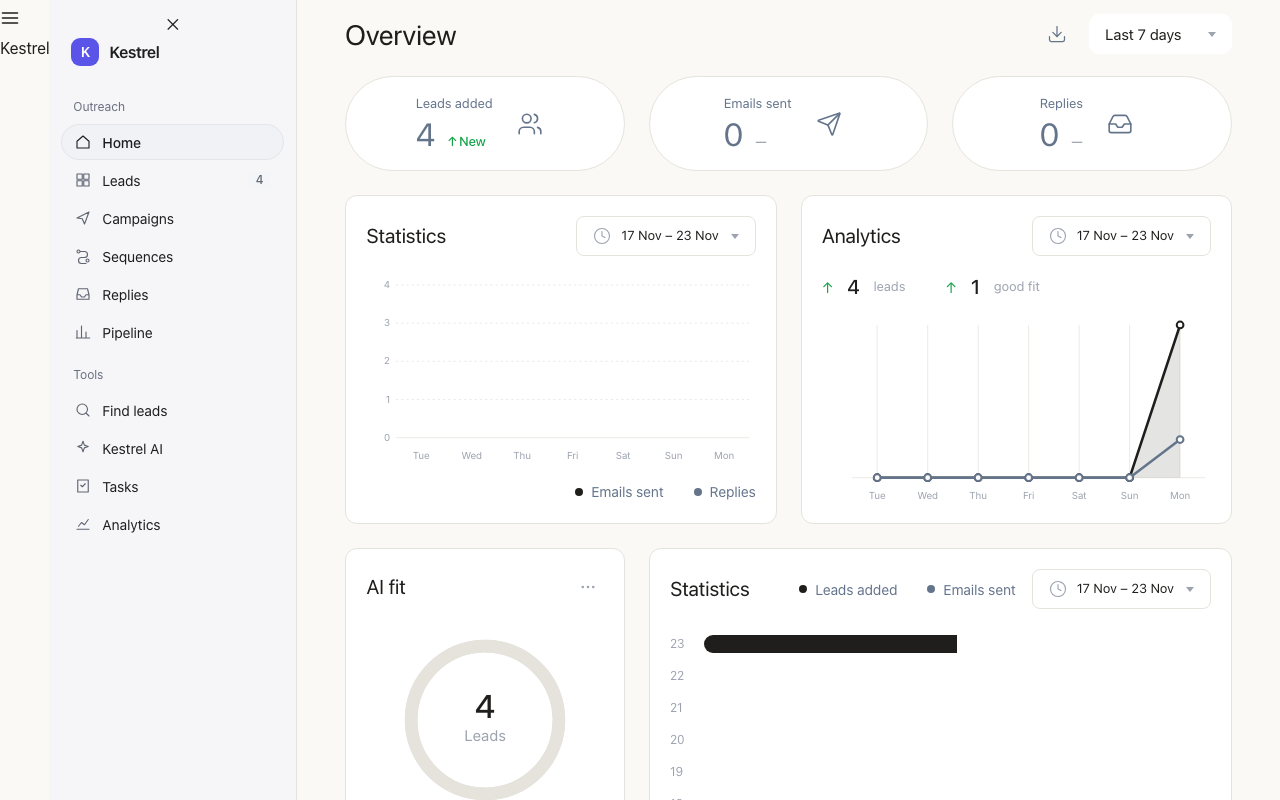 Kestrel
K
Kestrel
Outreach
Home
Leads 4
Campaigns
Sequences
Replies
Pipeline
Tools
Find leads
Kestrel AI
Tasks
Analytics
Overview
Last 7 days
Leads added
4 New
Emails sent
0 –
Replies
0 –
Statistics
17 Nov – 23 Nov
4
3
2
1
0
Tue Wed Thu Fri Sat Sun Mon
Emails sent Replies
Analytics
17 Nov – 23 Nov
4 leads 1 good fit
Tue Wed Thu Fri Sat Sun Mon
AI fit
4
Leads
Statistics
Leads added Emails sent
17 Nov – 23 Nov
23
22
21
20
19